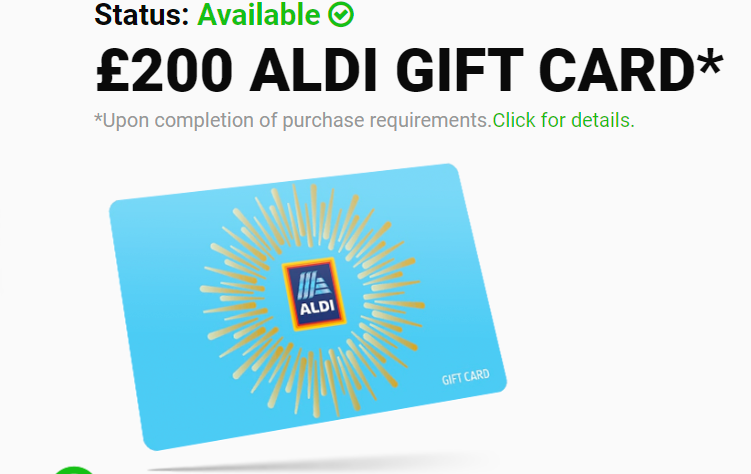 Status: Available
£200 ALDI GIFT CARD*
*Upon completion of purchase requirements.Click for details.
ALDI
GIFT CARD